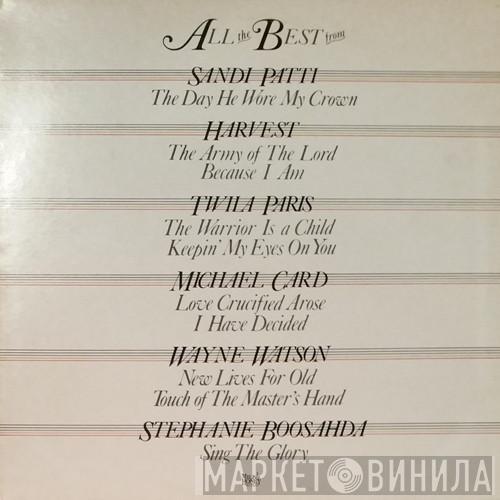 ALL the BEST from
SANDI PATTI
The Day He Wore My Crown
HARVEST
The Army of The Lord
Because I Am
TWILA PARIS
The Warrior Is a Child
Keepin' My Eyes On You
MICHAEL CARD
Love Crucified Arose
I Have Decided
WAYNE WATSON
New Lives For Old
Touch of The Master's Hand
STEPHANIE BOOSAHDA
Sing The Glory
МАРКЕТ ВИНИЛА